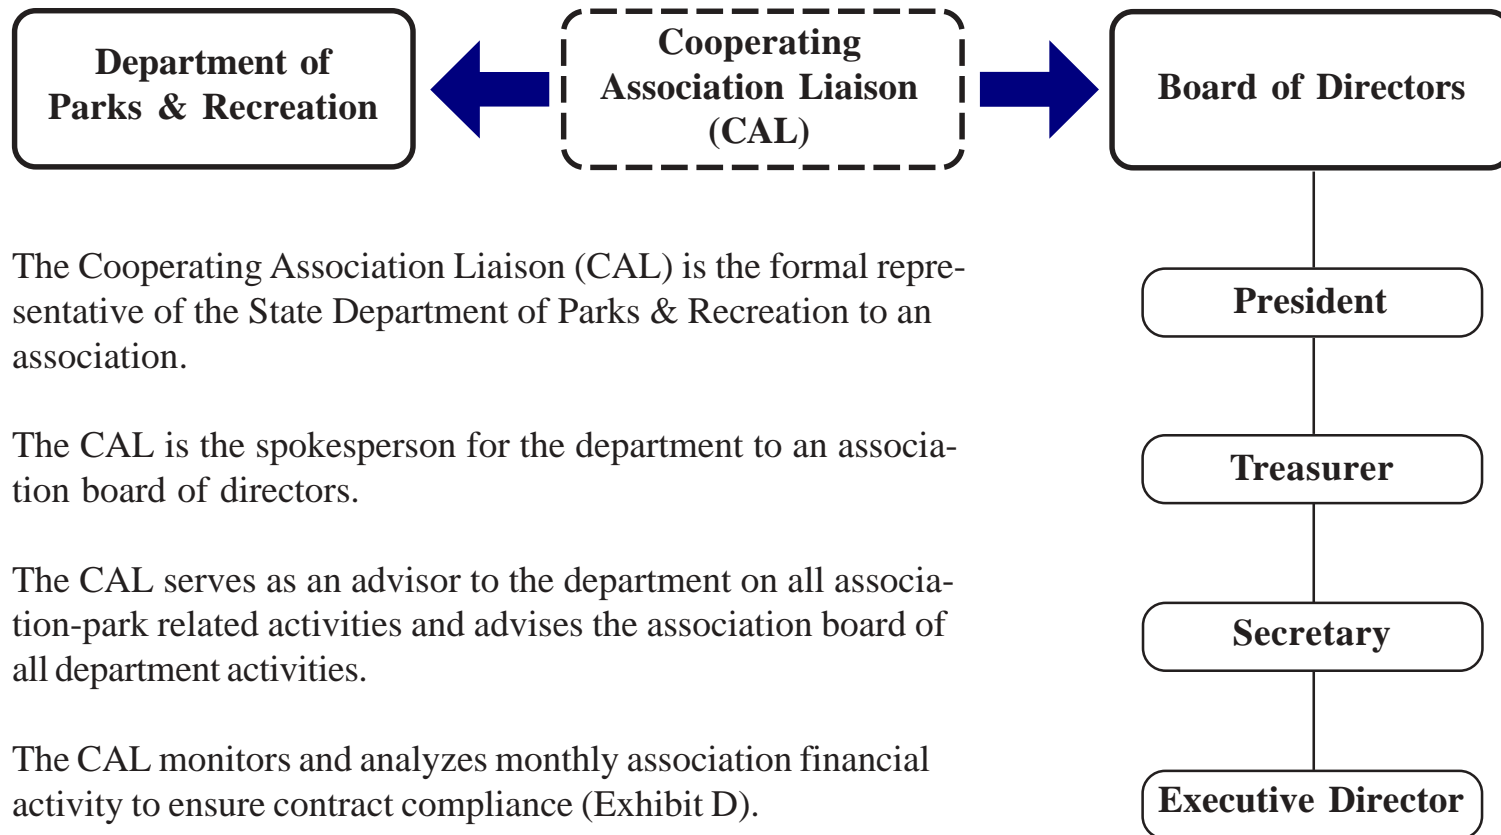 Department of
Parks & Recreation
Cooperating
Association Liaison
(CAL)
Board of Directors
The Cooperating Association Liaison (CAL) is the formal repre-
sentative of the State Department of Parks & Recreation to an
association.
The CAL is the spokesperson for the department to an associa-
tion board of directors.
The CAL serves as an advisor to the department on all associa-
tion-park related activities and advises the association board of
all department activities.
The CAL monitors and analyzes monthly association financial
activity to ensure contract compliance (Exhibit D).
President
Treasurer
Secretary
Executive Director